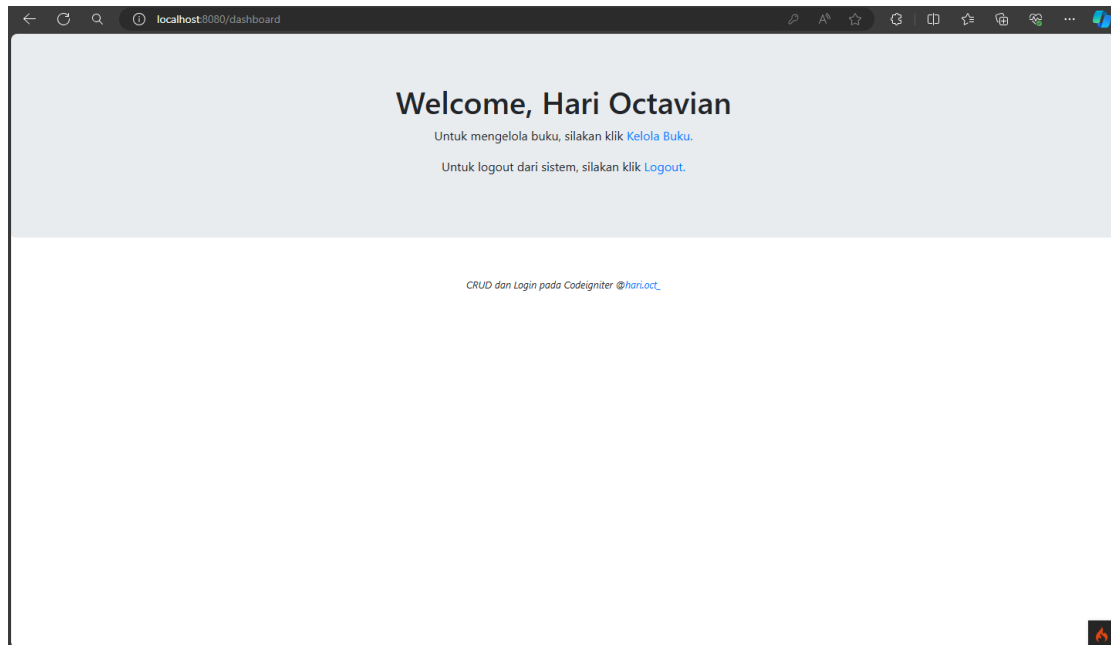 localhost:8080/dashboard
Welcome, Hari Octavian
Untuk mengelola buku, silakan klik Kelola Buku.
Untuk logout dari sistem, silakan klik Logout.
CRUD dan Login pada Codeigniter @hari.oct_